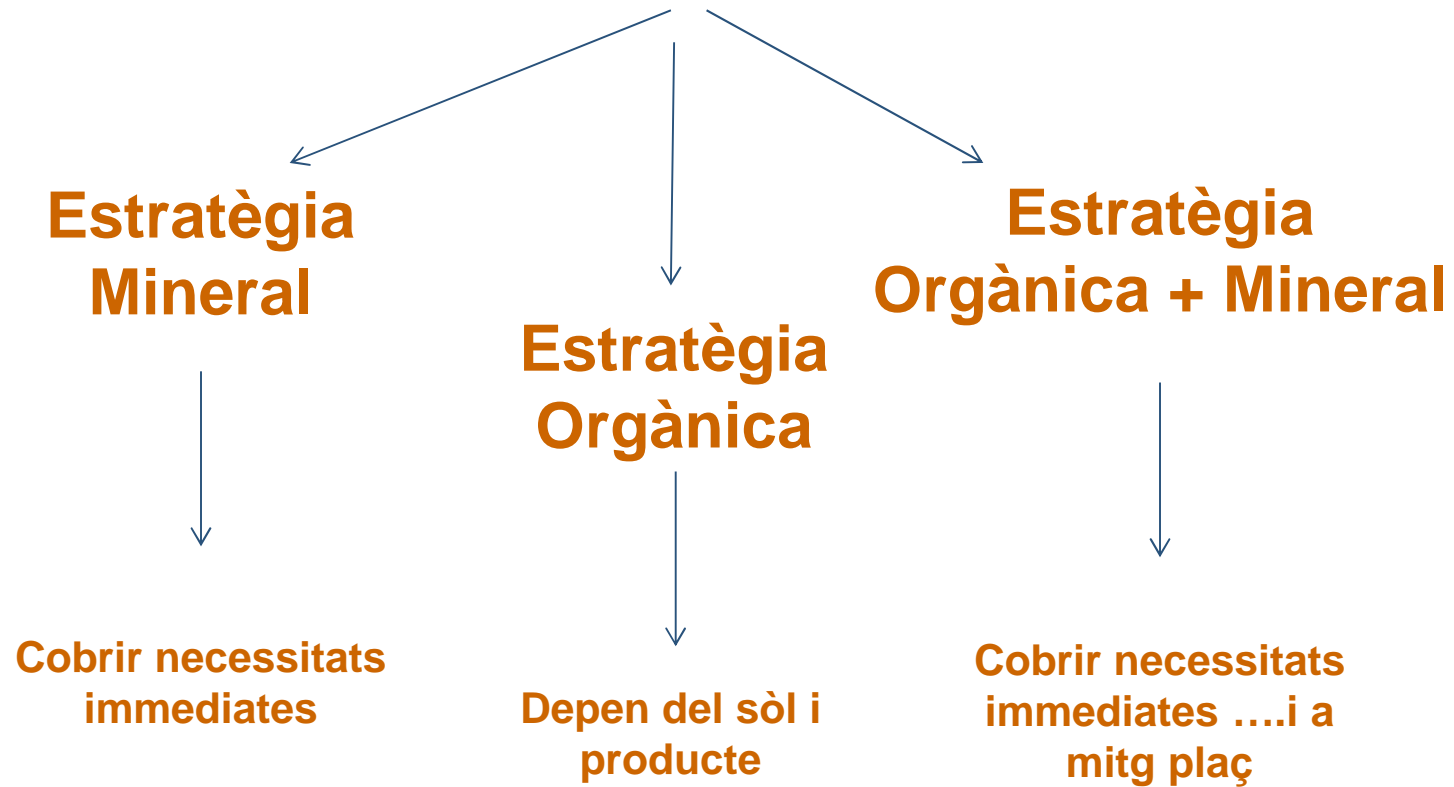 Estratègia
Mineral
Estratègia
Orgànica
Estratègia
Orgànica + Mineral
Cobrir necessitats
immediates
Depen del sòl i
producte
Cobrir necessitats
immediates ….i a
mitg plaç